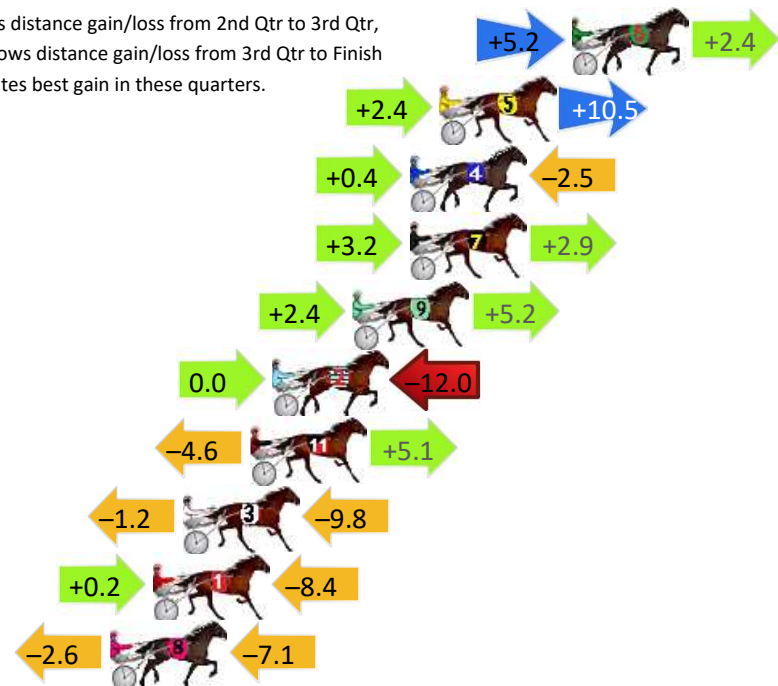 s distance gain/loss from 2nd Qtr to 3rd Qtr,
ows distance gain/loss from 3rd Qtr to Finish
tes best gain in these quarters.
+5.2 6 +2.4
+2.4 5 +10.5
+0.4 4 –2.5
+3.2 7 +2.9
+2.4 9 +5.2
0.0 2 –12.0
–4.6 11 +5.1
–1.2 3 –9.8
+0.2 1 –8.4
–2.6 8 –7.1